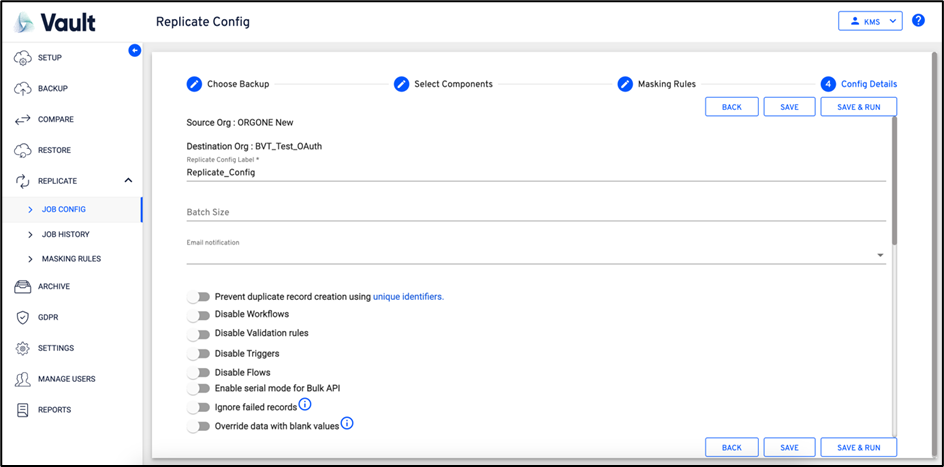 Vault
Replicate Config
KMS
?
SETUP
BACKUP
COMPARE
RESTORE
REPLICATE
JOB CONFIG
JOB HISTORY
MASKING RULES
ARCHIVE
GDPR
SETTINGS
MANAGE USERS
REPORTS
Choose Backup
Select Components
Masking Rules
4 Config Details
BACK
SAVE
SAVE & RUN
Source Org : ORGONE New
Destination Org : BVT_Test_OAuth
Replicate Config Label *
Replicate_Config
Batch Size
Email notification
Prevent duplicate record creation using unique identifiers.
Disable Workflows
Disable Validation rules
Disable Triggers
Disable Flows
Enable serial mode for Bulk API
Ignore failed records
Override data with blank values
BACK
SAVE
SAVE & RUN